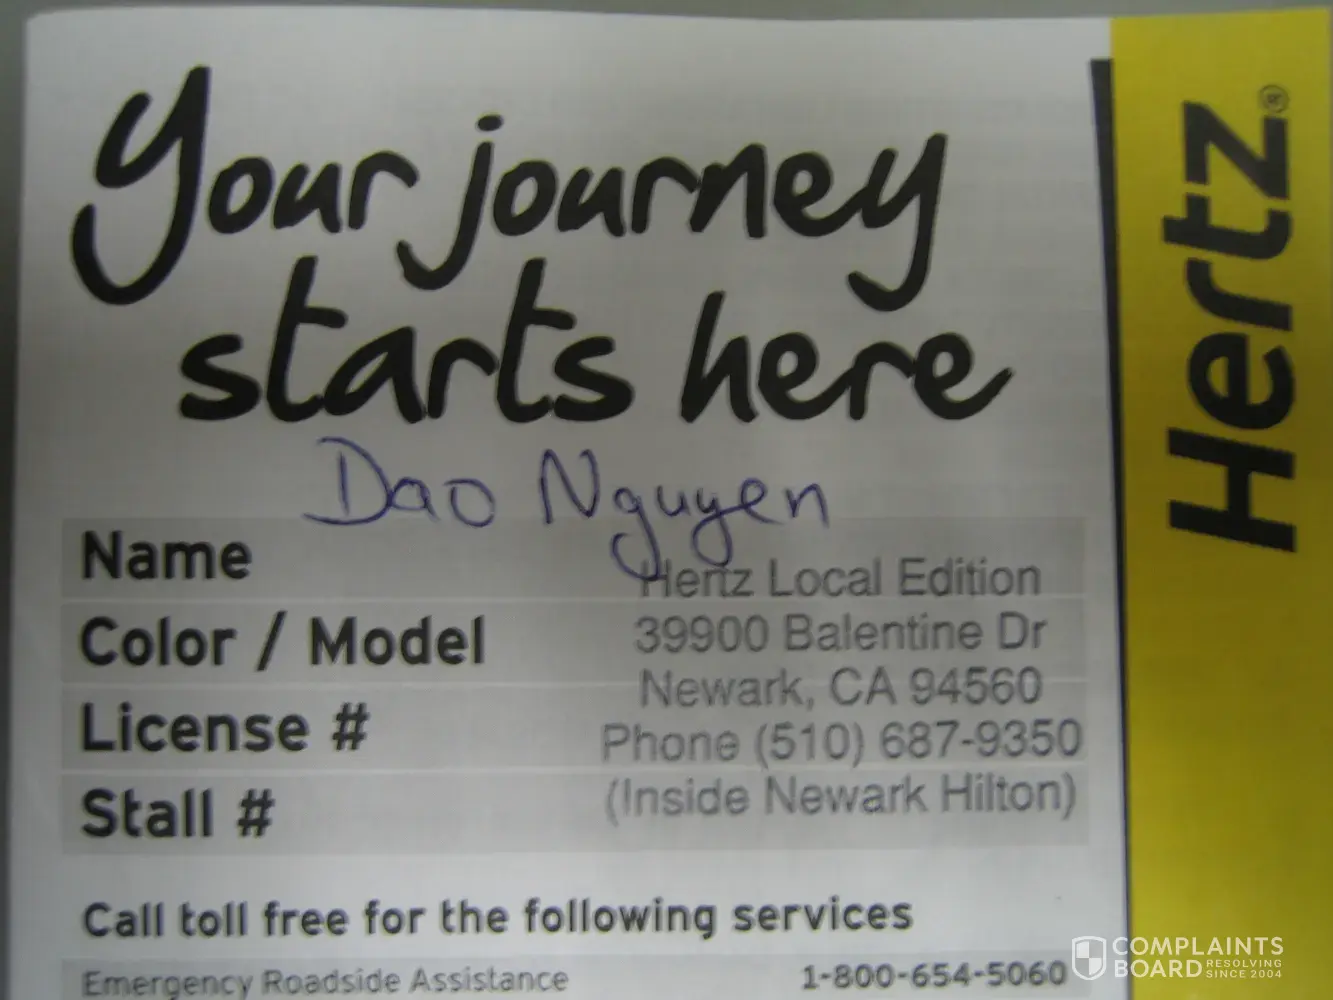 Your journey
starts here
Hertz®
Dao Nguyen
Name
Hertz Local Edition
Color / Model
39900 Balentine Dr
Newark, CA 94560
License #
Phone (510) 687-9350
Stall #
(Inside Newark Hilton)
Call toll free for the following services
Emergency Roadside Assistance 1-800-654-5060
COMPLAINTS
BOARD RESOLVING
SINCE 2004